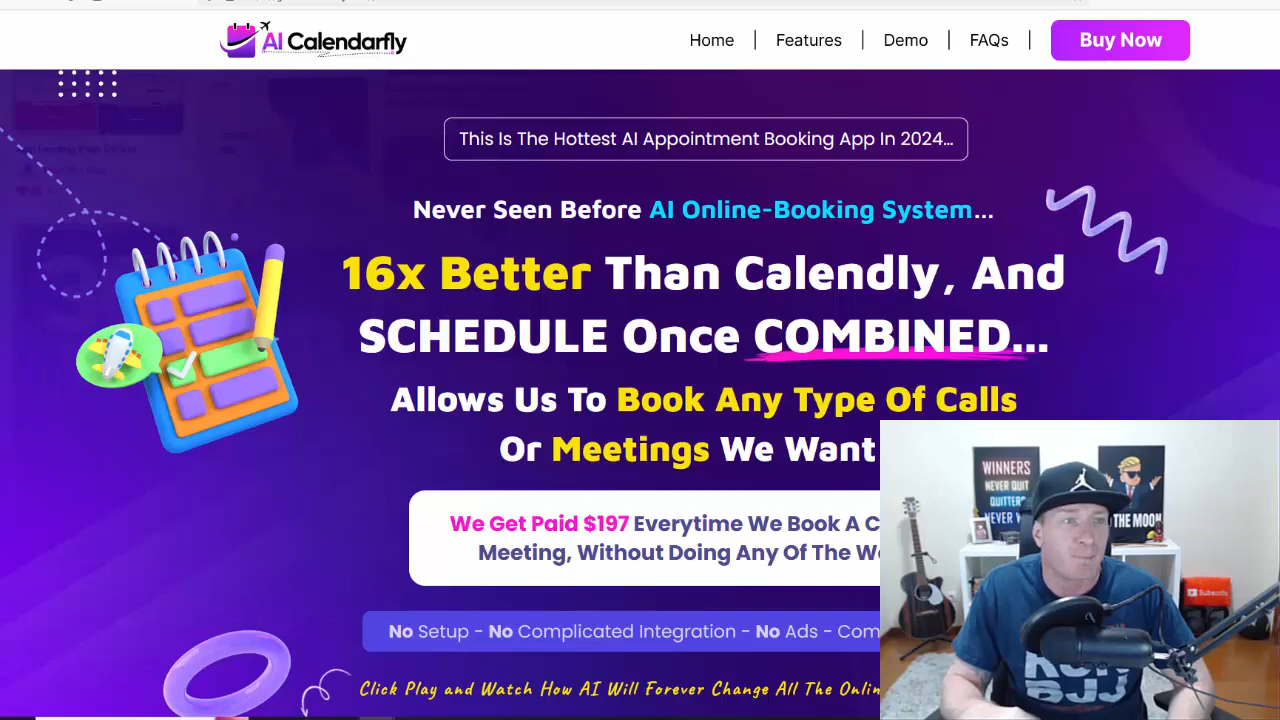 AI Calendarfly
Home | Features | Demo | FAQs | Buy Now
This Is The Hottest AI Appointment Booking App In 2024...
Never Seen Before AI Online-Booking System...
16x Better Than Calendly, And
SCHEDULE Once COMBINED...
Allows Us To Book Any Type Of Calls
Or Meetings We Want
We Get Paid $197 Everytime We Book A
Meeting, Without Doing Any Of The
No Setup - No Complicated Integration - No Ads -
Click Play and Watch How AI Will Forever Change All The
WINNERS
NEVER QUIT
QUITTERS
NEVER
THE MOON
Subscribe
BJJ